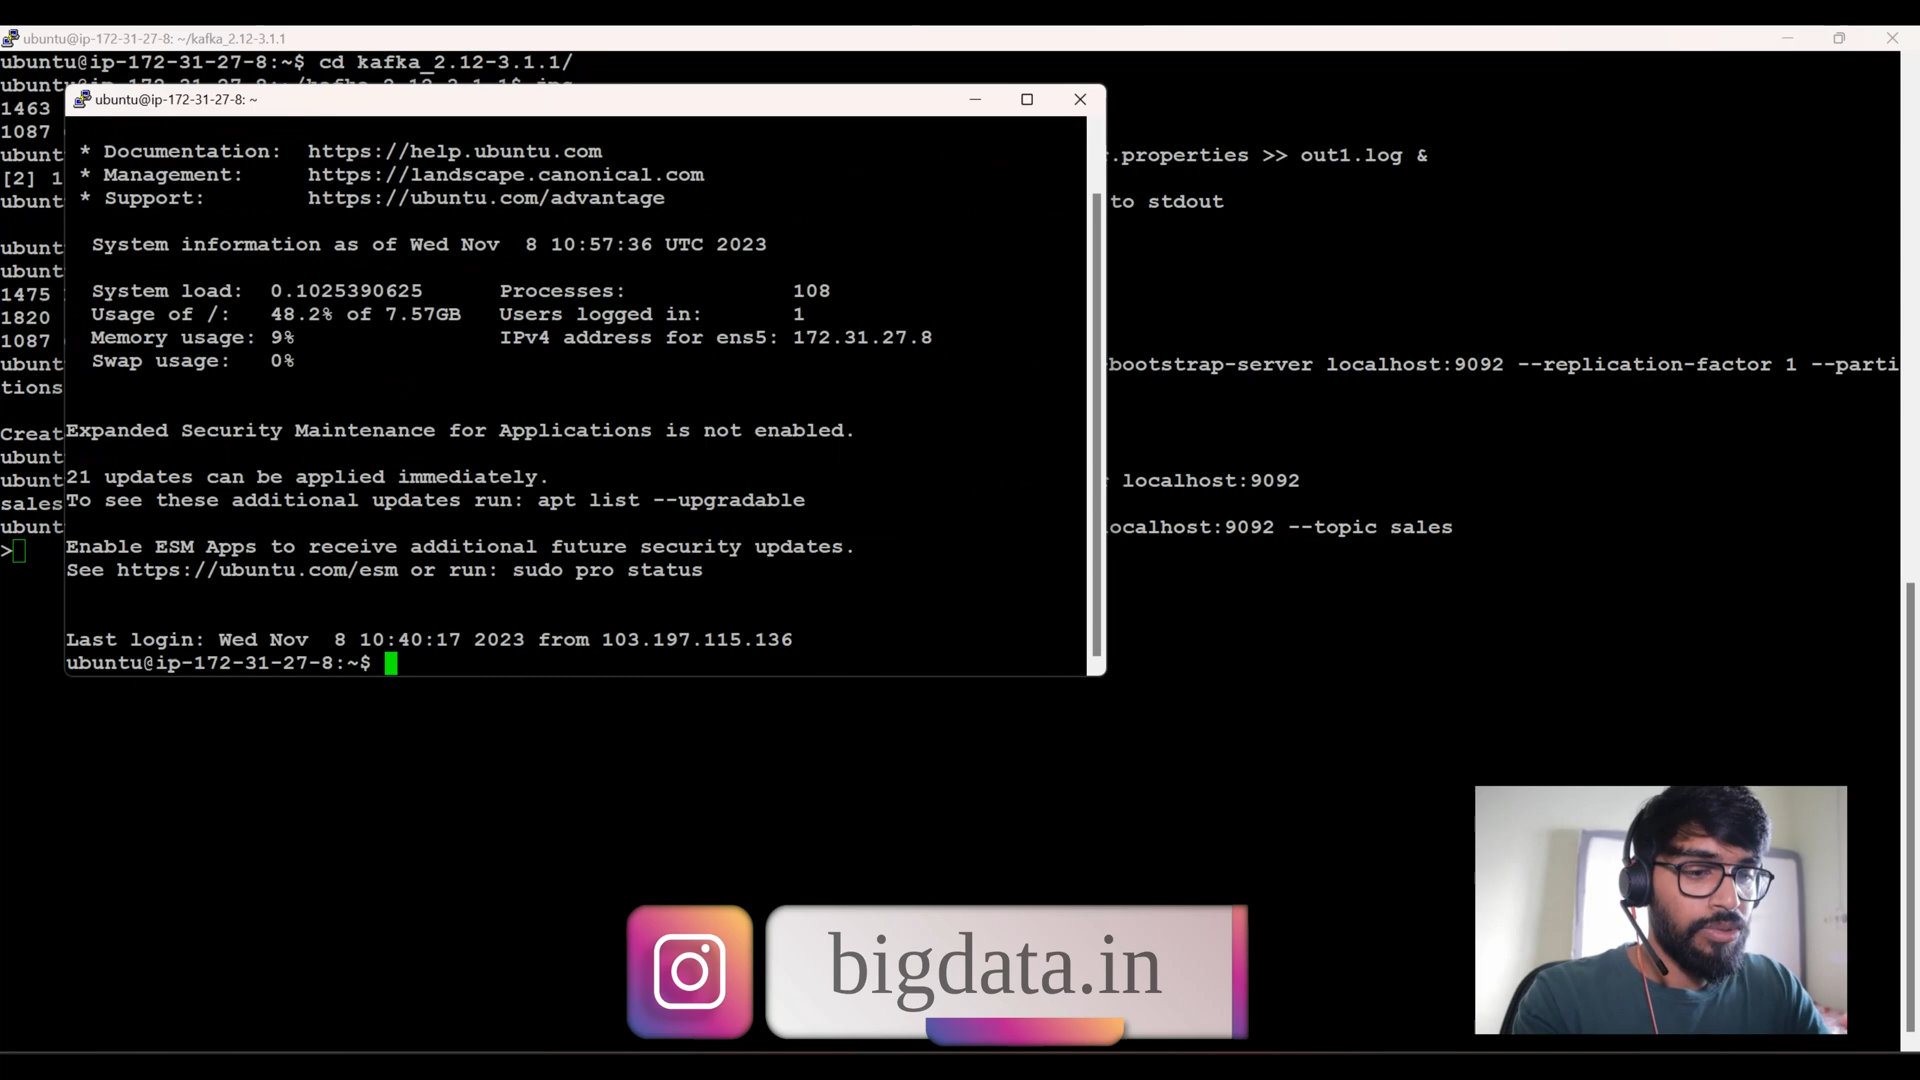 ubuntu@ip-172-31-27-8: ~/kafka_2.12-3.1.1
ubuntu@ip-172-31-27-8:~$ cd kafka_2.12-3.1.1/
1463
1087
ubunt
[2] 1
ubunt
ubunt
ubunt
1475
1820
1087
ubunt
tions
Creat
ubunt
ubunt
sales
ubunt
>
.properties >> out1.log &
to stdout
bootstrap-server localhost:9092 --replication-factor 1 --parti
localhost:9092
ocalhost:9092 --topic sales
ubuntu@ip-172-31-27-8: ~
* Documentation: https://help.ubuntu.com
* Management: https://landscape.canonical.com
* Support: https://ubuntu.com/advantage
System information as of Wed Nov 8 10:57:36 UTC 2023
System load: 0.1025390625 Processes: 108
Usage of /: 48.2% of 7.57GB Users logged in: 1
Memory usage: 9% IPv4 address for ens5: 172.31.27.8
Swap usage: 0%
Expanded Security Maintenance for Applications is not enabled.
21 updates can be applied immediately.
To see these additional updates run: apt list --upgradable
Enable ESM Apps to receive additional future security updates.
See https://ubuntu.com/esm or run: sudo pro status
Last login: Wed Nov 8 10:40:17 2023 from 103.197.115.136
ubuntu@ip-172-31-27-8:~$
bigdata.in